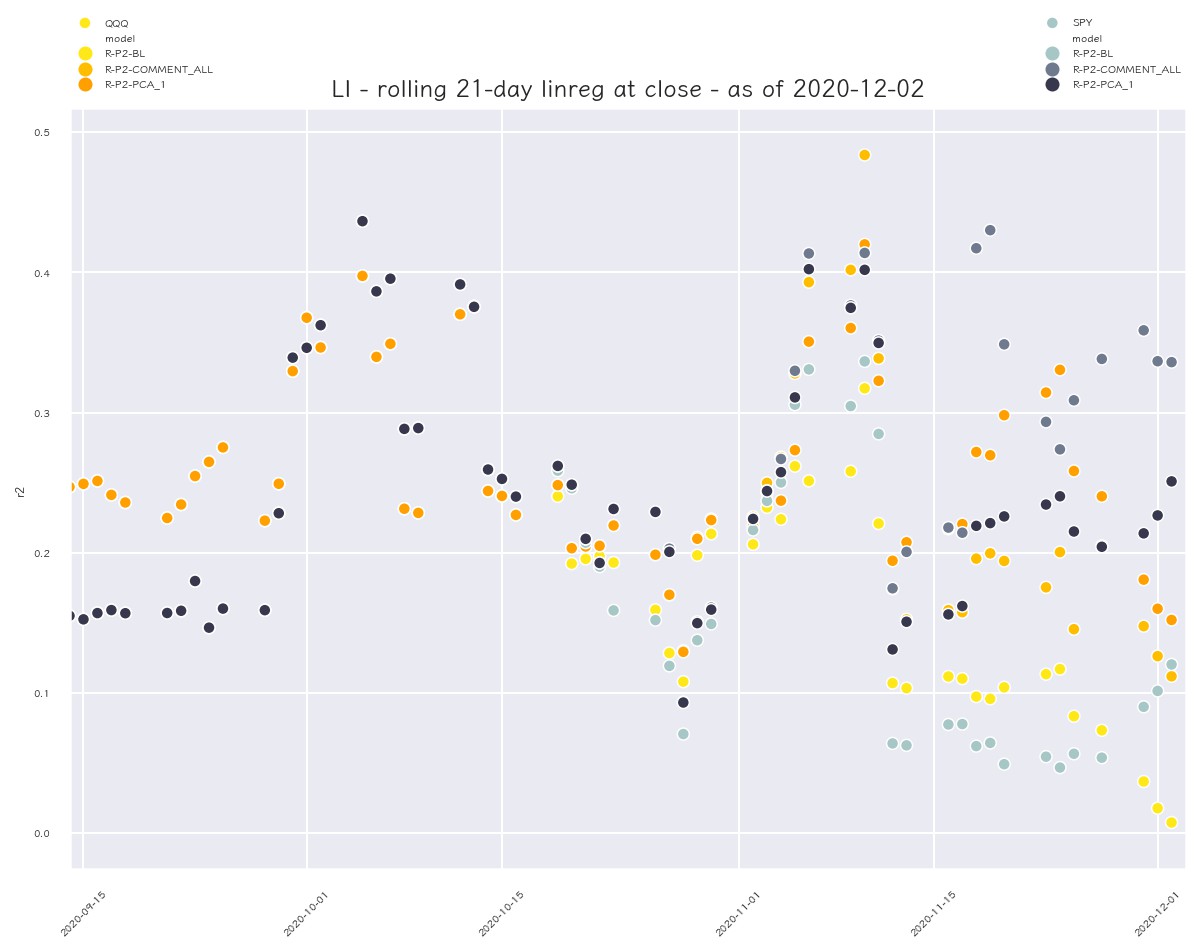 QQQ
model
R-P2-BL
R-P2-COMMENT_ALL
R-P2-PCA_1
SPY
model
R-P2-BL
R-P2-COMMENT_ALL
R-P2-PCA_1
LI - rolling 21-day linreg at close - as of 2020-12-02
0.5
0.4
0.3
0.2
0.1
0.0
r2
2020-09-15
2020-10-01
2020-10-15
2020-11-01
2020-11-15
2020-12-01